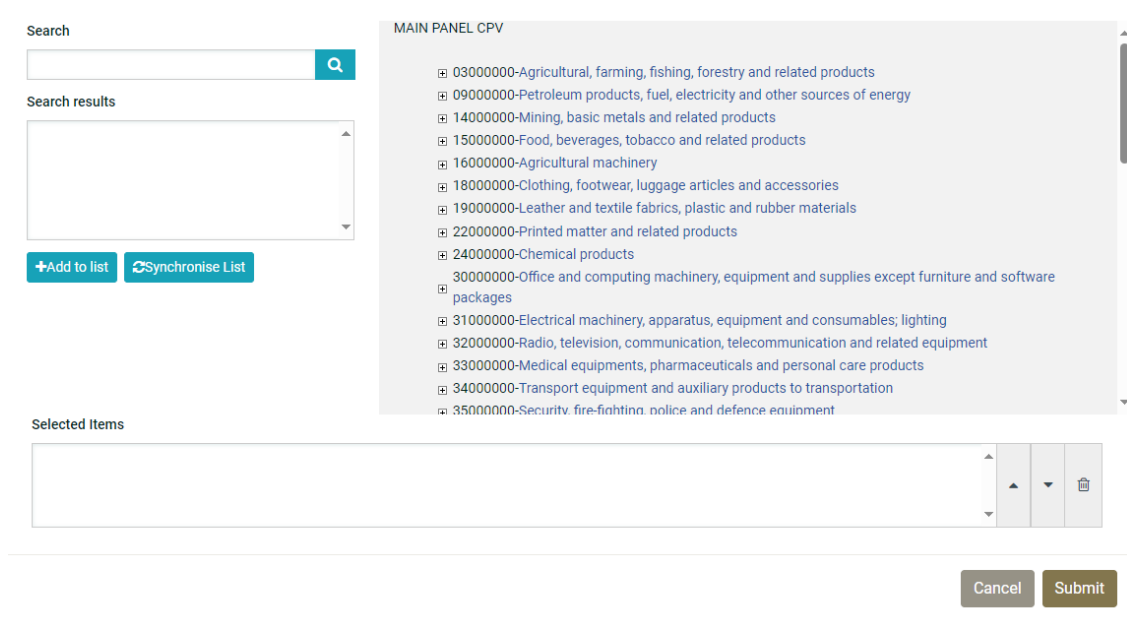 Search
Search results
+Add to list
Synchronise List
MAIN PANEL CPV
03000000-Agricultural, farming, fishing, forestry and related products
09000000-Petroleum products, fuel, electricity and other sources of energy
14000000-Mining, basic metals and related products
15000000-Food, beverages, tobacco and related products
16000000-Agricultural machinery
18000000-Clothing, footwear, luggage articles and accessories
19000000-Leather and textile fabrics, plastic and rubber materials
22000000-Printed matter and related products
24000000-Chemical products
30000000-Office and computing machinery, equipment and supplies except furniture and software
packages
31000000-Electrical machinery, apparatus, equipment and consumables; lighting
32000000-Radio, television, communication, telecommunication and related equipment
33000000-Medical equipments, pharmaceuticals and personal care products
34000000-Transport equipment and auxiliary products to transportation
35000000-Security, fire-fighting, police and defence equipment
Selected Items
Cancel
Submit